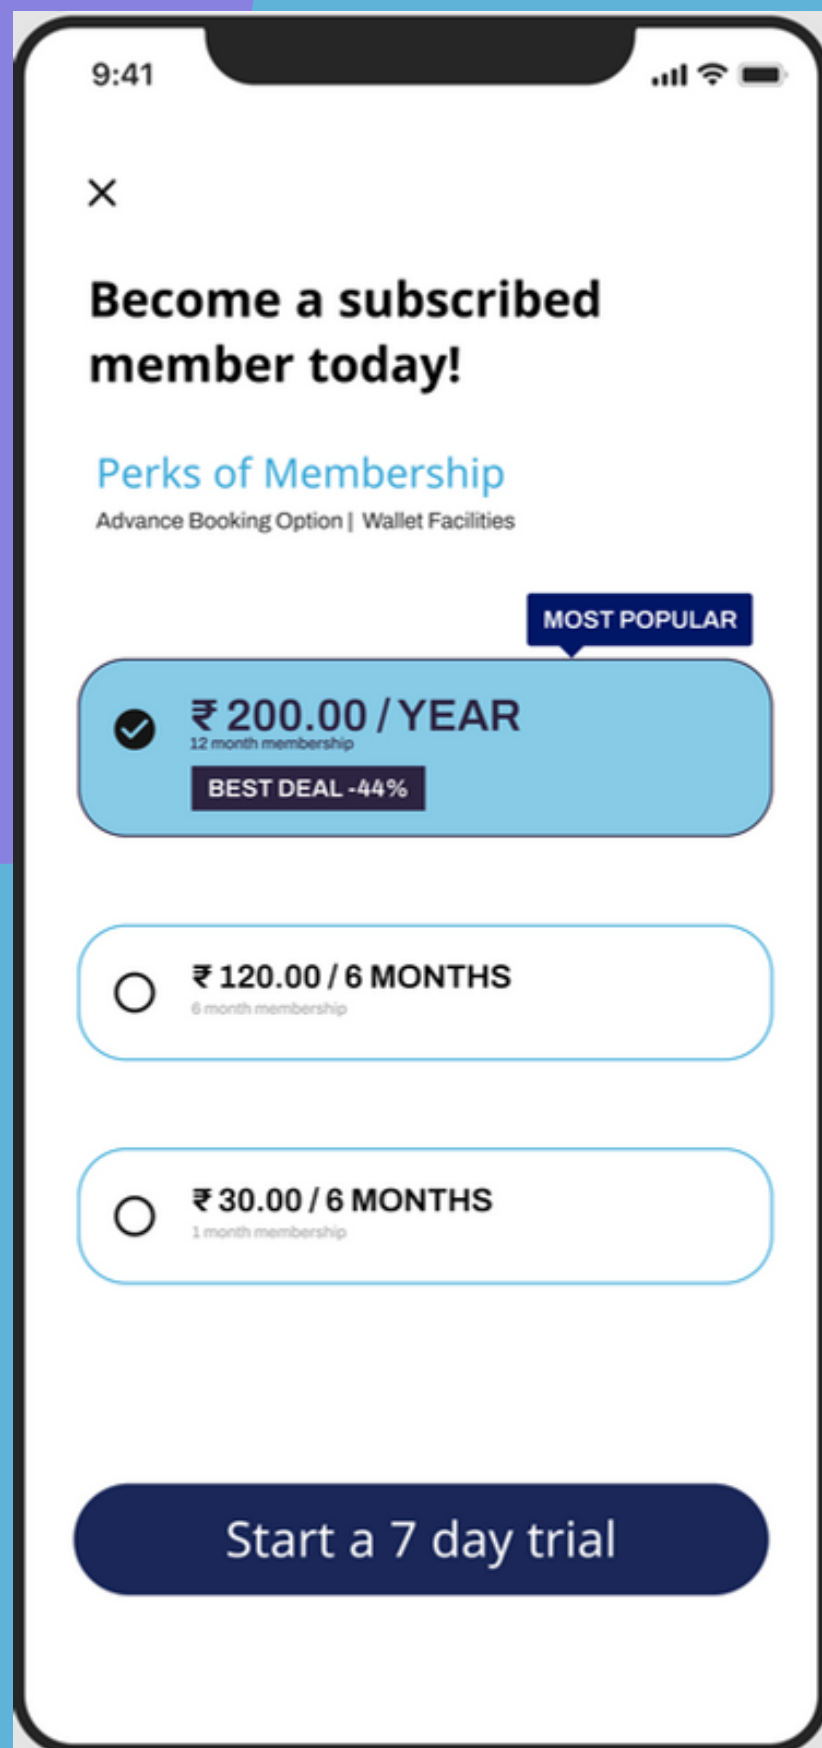 9:41
Become a subscribed
member today!
Perks of Membership
Advance Booking Option | Wallet Facilities
MOST POPULAR
₹ 200.00 / YEAR
12 month membership
BEST DEAL -44%
₹ 120.00 / 6 MONTHS
6 month membership
₹ 30.00 / 6 MONTHS
1 month membership
Start a 7 day trial